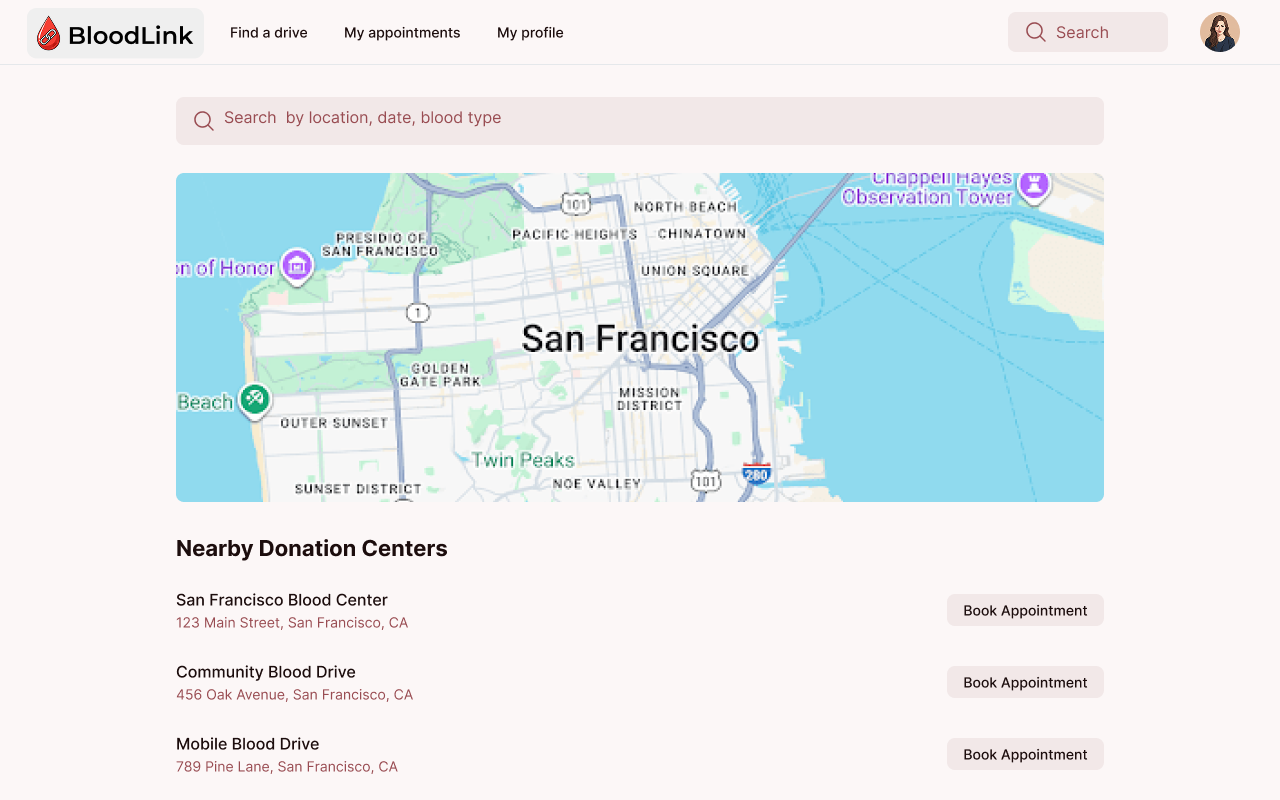 BloodLink
Find a drive
My appointments
My profile
Search
Search  by location, date, blood type
Chappell Hayes
Observation Tower
101
NORTH BEACH
PACIFIC HEIGHTS
CHINATOWN
PRESIDIO OF
SAN FRANCISCO
on of Honor
UNION SQUARE
1
San Francisco
GOLDEN
GATE PARK
MISSION
DISTRICT
Beach
OUTER SUNSET
Twin Peaks
NOE VALLEY
101
280
SUNSET DISTRICT
Nearby Donation Centers
San Francisco Blood Center
123 Main Street, San Francisco, CA
Book Appointment
Community Blood Drive
456 Oak Avenue, San Francisco, CA
Book Appointment
Mobile Blood Drive
789 Pine Lane, San Francisco, CA
Book Appointment